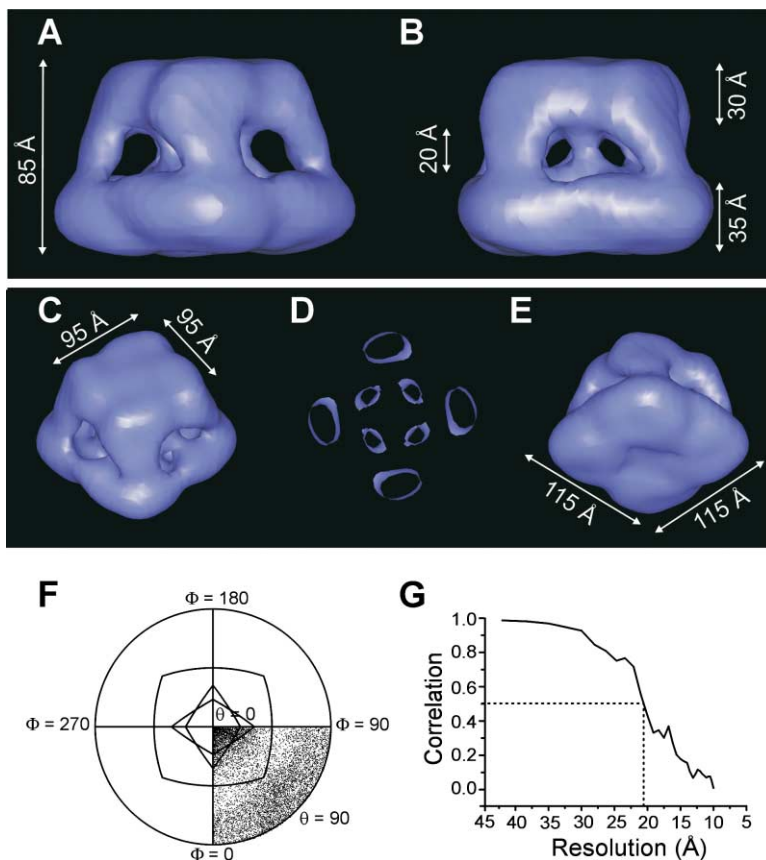 A
B
85 Å
20 Å
30 Å
35 Å
C
D
E
95 Å
95 Å
115 Å
115 Å
F
G
Φ = 180
Φ = 270
θ = 0
Φ = 90
θ = 90
Φ = 0
Correlation
1.0
0.8
0.6
0.4
0.2
0.0
45 40 35 30 25 20 15 10 5
Resolution (Å)